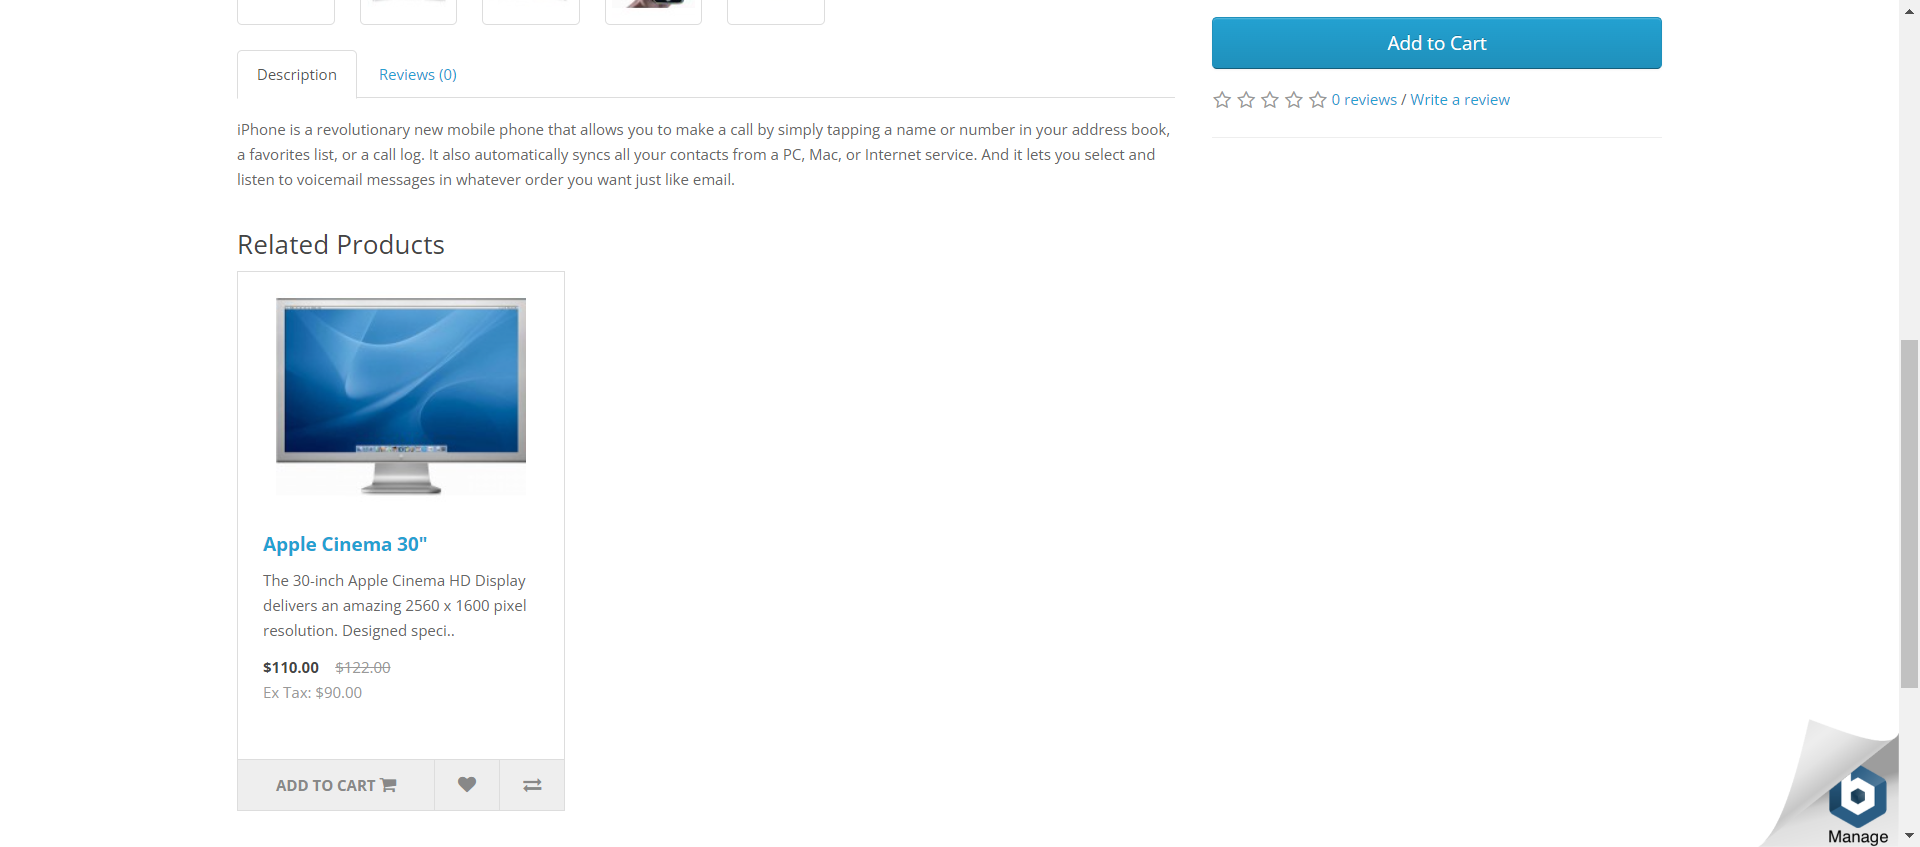 Add to Cart
Description
Reviews (0)
0 reviews / Write a review
iPhone is a revolutionary new mobile phone that allows you to make a call by simply tapping a name or number in your address book,
a favorites list, or a call log. It also automatically syncs all your contacts from a PC, Mac, or Internet service. And it lets you select and
listen to voicemail messages in whatever order you want just like email.
Related Products
Apple Cinema 30"
The 30-inch Apple Cinema HD Display
delivers an amazing 2560 x 1600 pixel
resolution. Designed speci..
$110.00 $122.00
Ex Tax: $90.00
ADD TO CART
b
Manage